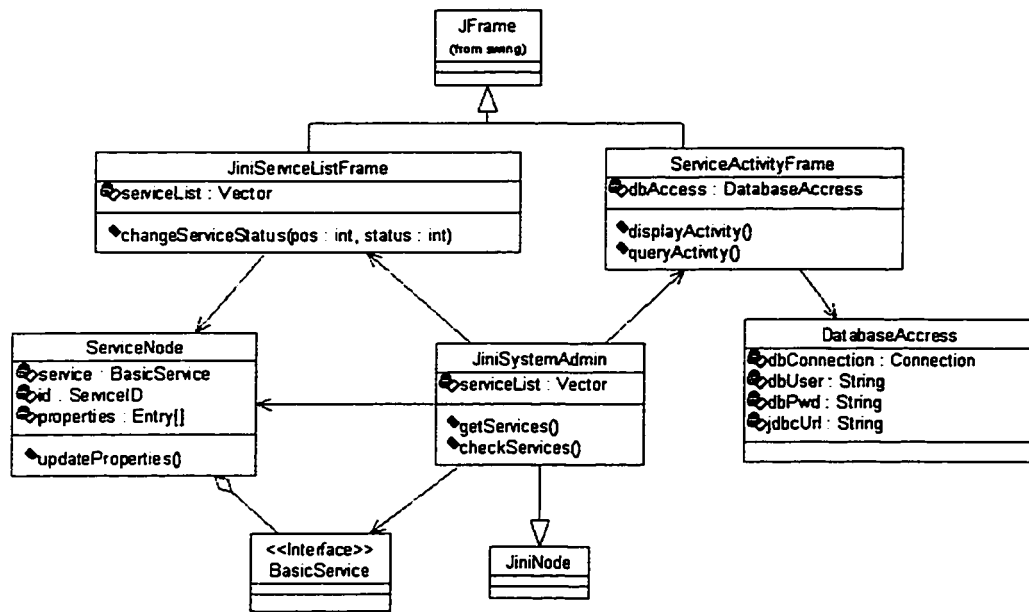 JFrame
(from swing)
JiniServiceListFrame
serviceList : Vector
changeServiceStatus(pos : int, status : int)
ServiceActivityFrame
dbAccess : DatabaseAccress
displayActivity()
queryActivity()
ServiceNode
service : BasicService
id : ServiceID
properties : Entry[]
updateProperties()
JiniSystemAdmin
serviceList : Vector
getServices()
checkServices()
DatabaseAccress
dbConnection : Connection
dbUser : String
dbPwd : String
jdbcUrl : String
<<Interface>>
BasicService
JiniNode